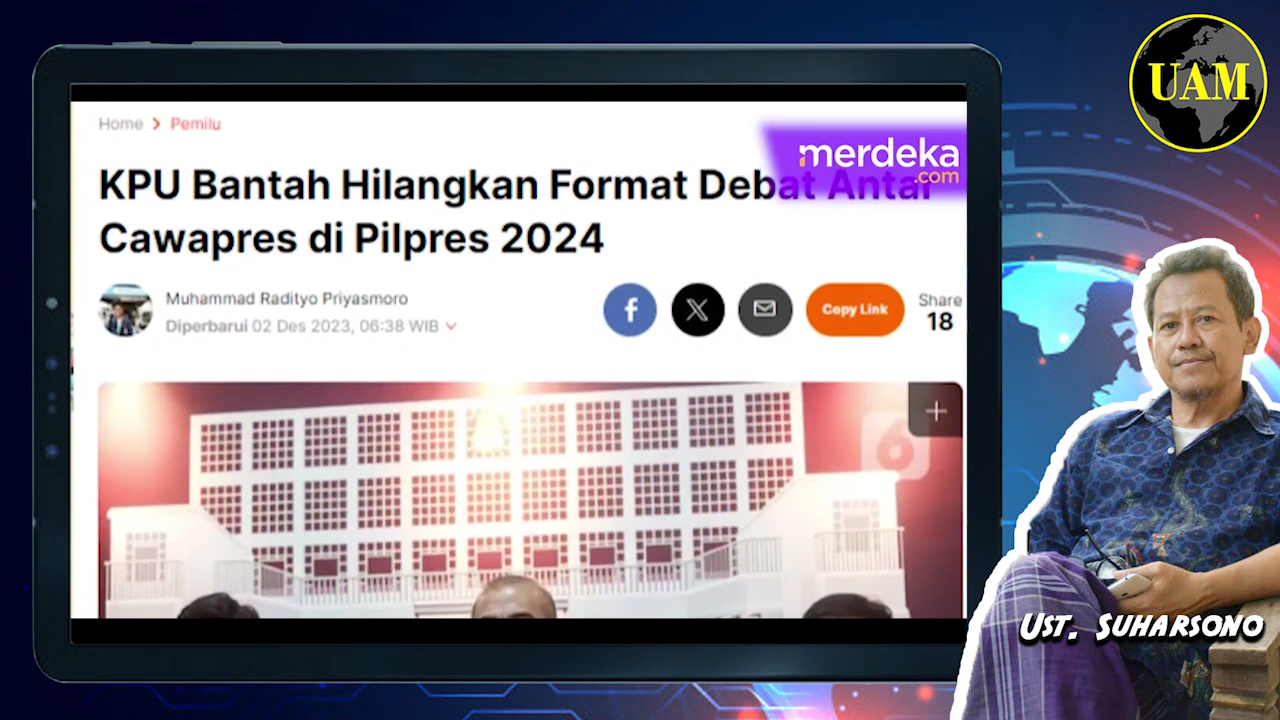 UAM
Home > Pemilu
merdeka
.com
KPU Bantah Hilangkan Format Debat Antar
Cawapres di Pilpres 2024
Muhammad Radityo Priyasmoro
Diperbarui 02 Des 2023, 06:38 WIB
Copy Link
Share
18
UST. SUHARSONO